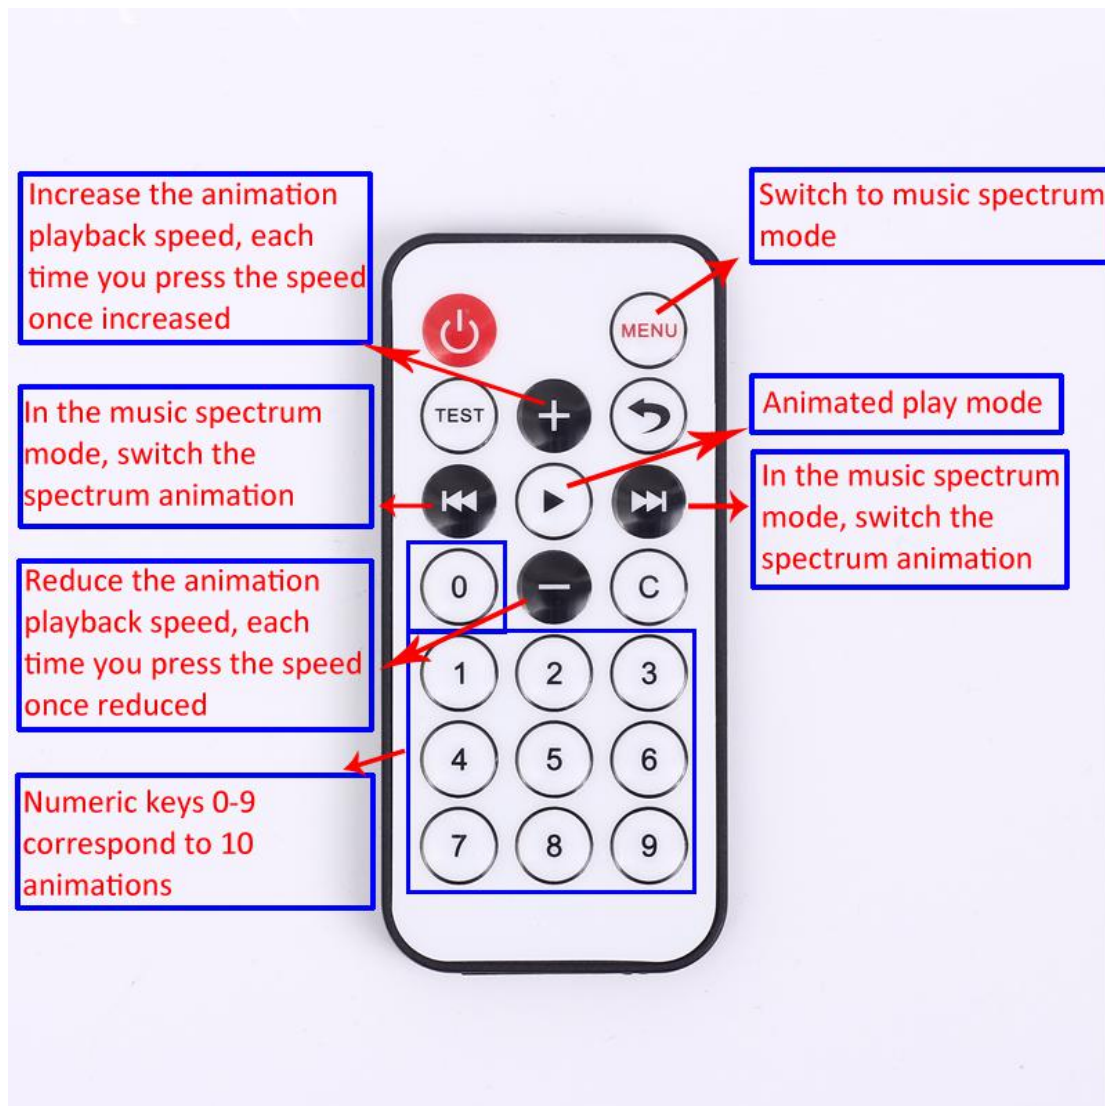 Increase the animation
playback speed, each
time you press the speed
once increased
Switch to music spectrum
mode
MENU
In the music spectrum
mode, switch the
spectrum animation
TEST
Animated play mode
In the music spectrum
mode, switch the
spectrum animation
Reduce the animation
playback speed, each
time you press the speed
once reduced
0
C
1 2 3
4 5 6
7 8 9
Numeric keys 0-9
correspond to 10
animations